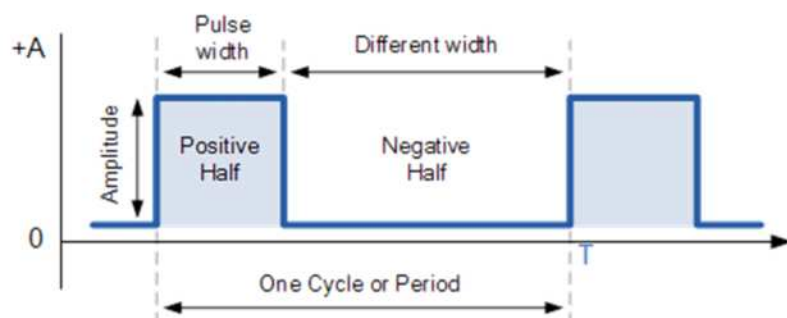 Pulse
width
Different width
+A
Amplitude
Positive
Half
Negative
Half
0
T
One Cycle or Period